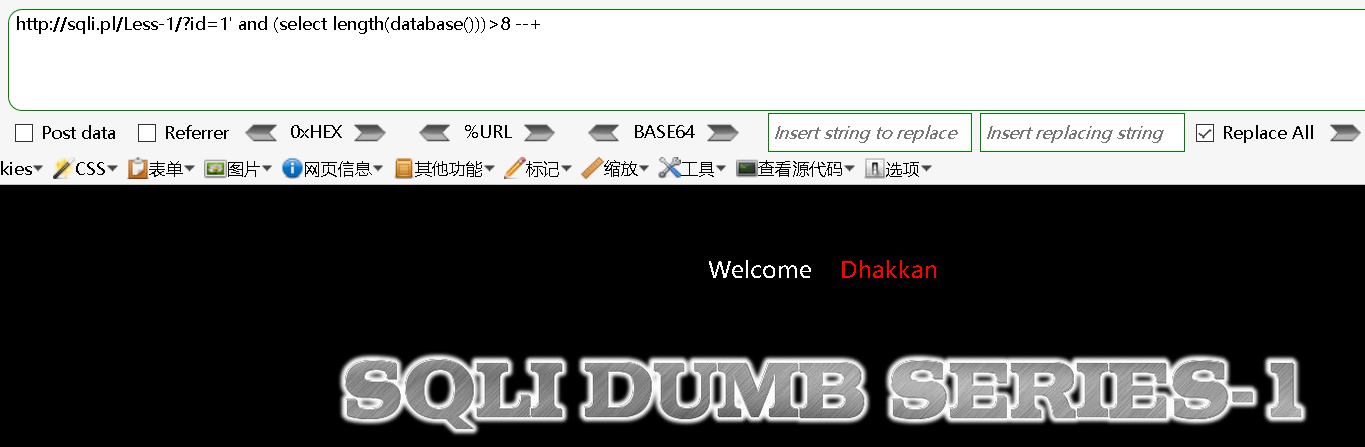 http://sqli.pl/Less-1/?id=1' and (select length(database()))>8 --+
Post data Referrer 0xHEX %URL BASE64 Insert string to replace Insert replacing string Replace All
kies CSS 表单 图片 网页信息 其他功能 标记 缩放 工具 查看源代码 选项
Welcome Dhakkan
SQLI DUMB SERIES-1